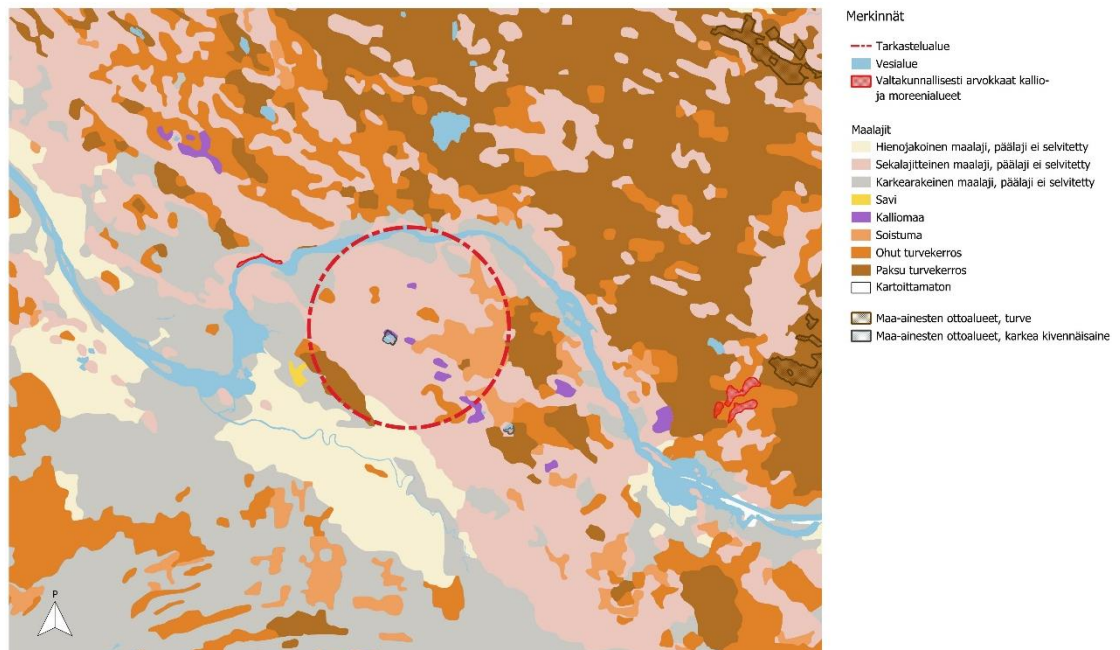 Merkinnät
Tarkastelualue
Vesialue
Valtakunnallisesti arvokkaat kallio-
ja moreenialueet
Maalajit
Hienojakoinen maalaji, päälaji ei selvitetty
Sekalajitteinen maalaji, päälaji ei selvitetty
Karkearakeinen maalaji, päälaji ei selvitetty
Savi
Kalliomaa
Soistuma
Ohut turvekerros
Paksu turvekerros
Kartoittamaton
Maa-ainesten ottoalueet, turve
Maa-ainesten ottoalueet, karkea kivennäisaine
P